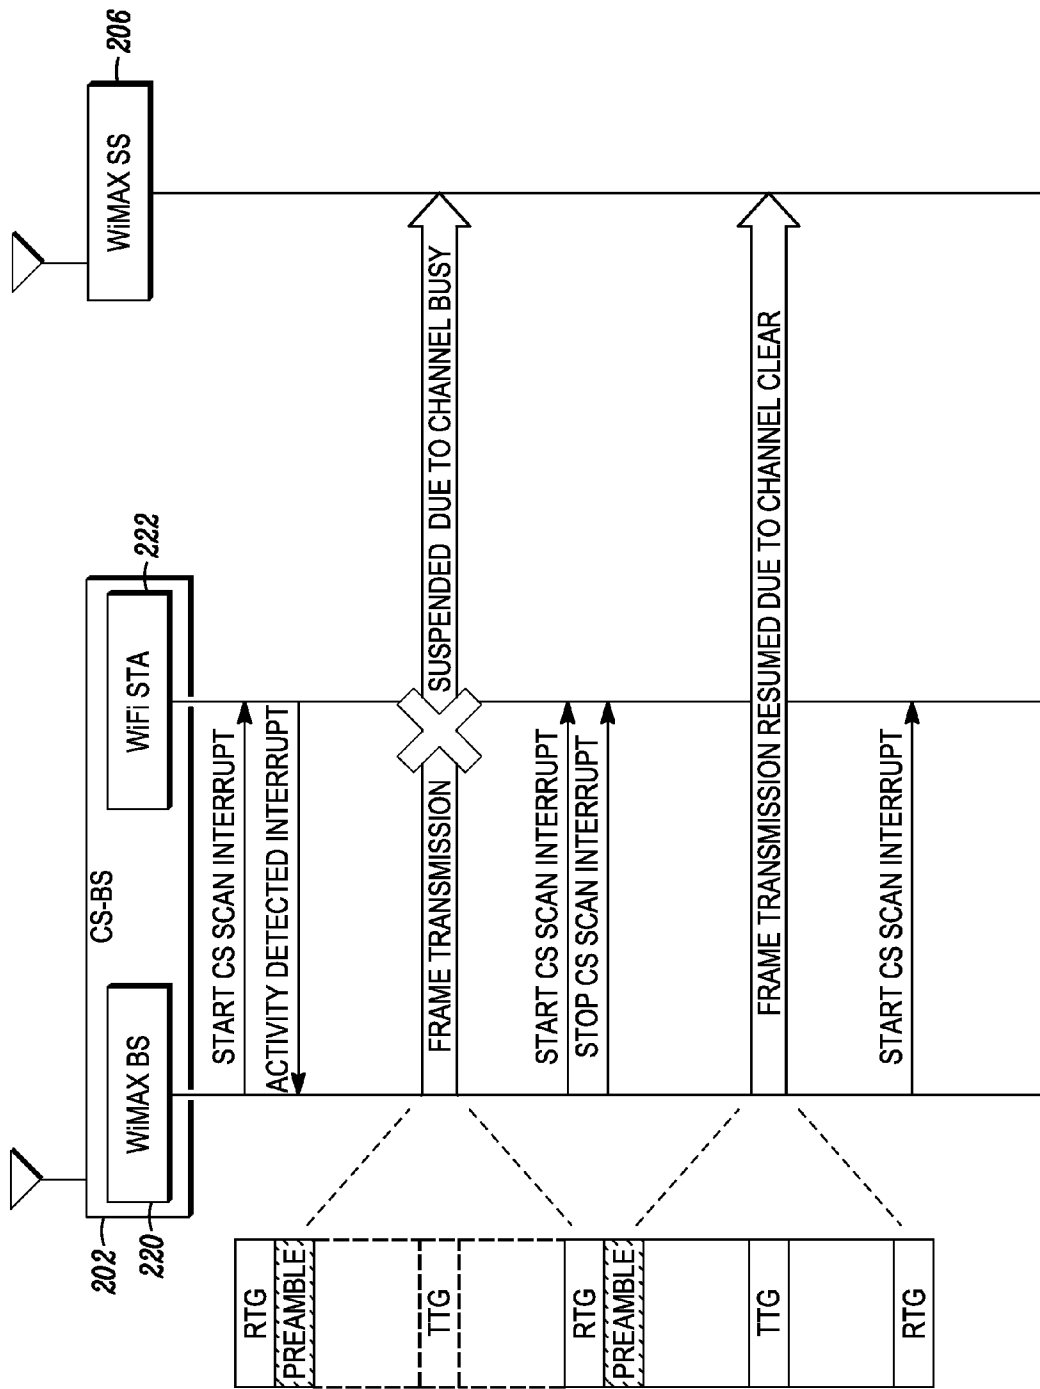 CS-BS
WiMAX BS
WiFi STA
WiMAX SS
202
220
222
206
RTG
START CS SCAN INTERRUPT
PREAMBLE
ACTIVITY DETECTED INTERRUPT
TTG
FRAME TRANSMISSION
SUSPENDED DUE TO CHANNEL BUSY
RTG
START CS SCAN INTERRUPT
PREAMBLE
STOP CS SCAN INTERRUPT
TTG
FRAME TRANSMISSION RESUMED DUE TO CHANNEL CLEAR
RTG
START CS SCAN INTERRUPT